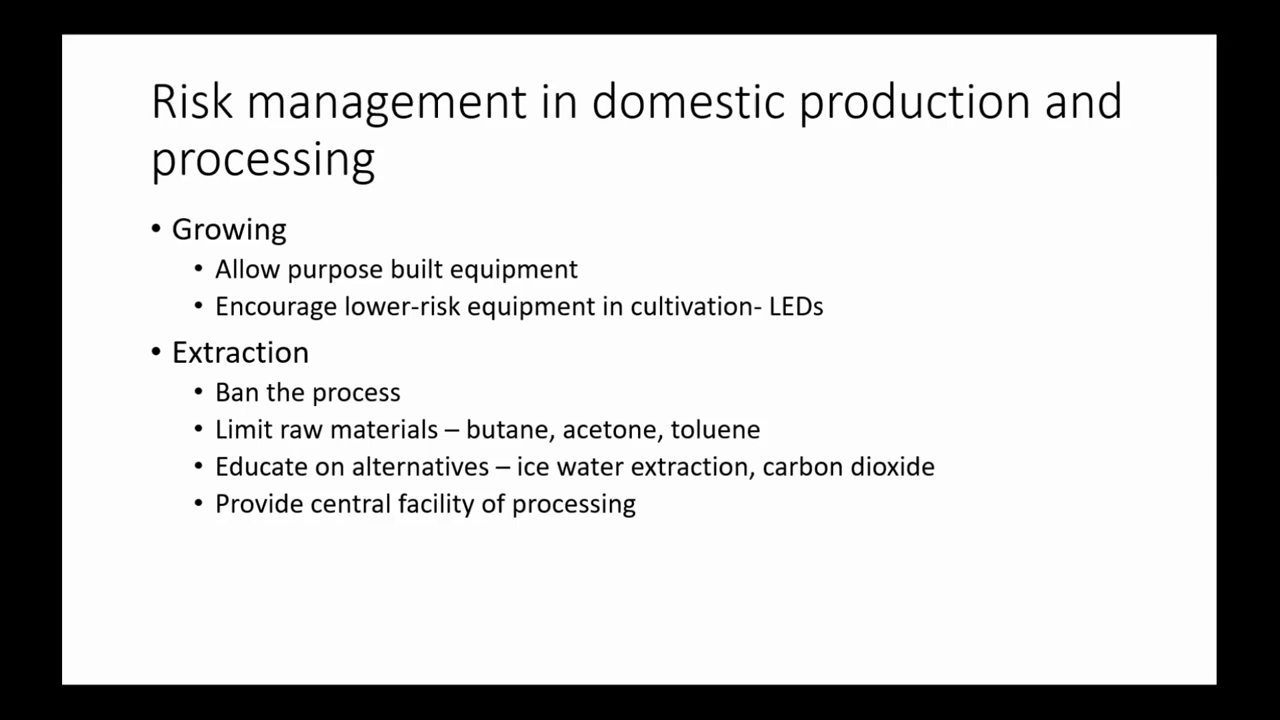 Risk management in domestic production and
processing
• Growing
• Allow purpose built equipment
• Encourage lower-risk equipment in cultivation- LEDs
• Extraction
• Ban the process
• Limit raw materials – butane, acetone, toluene
• Educate on alternatives – ice water extraction, carbon dioxide
• Provide central facility of processing